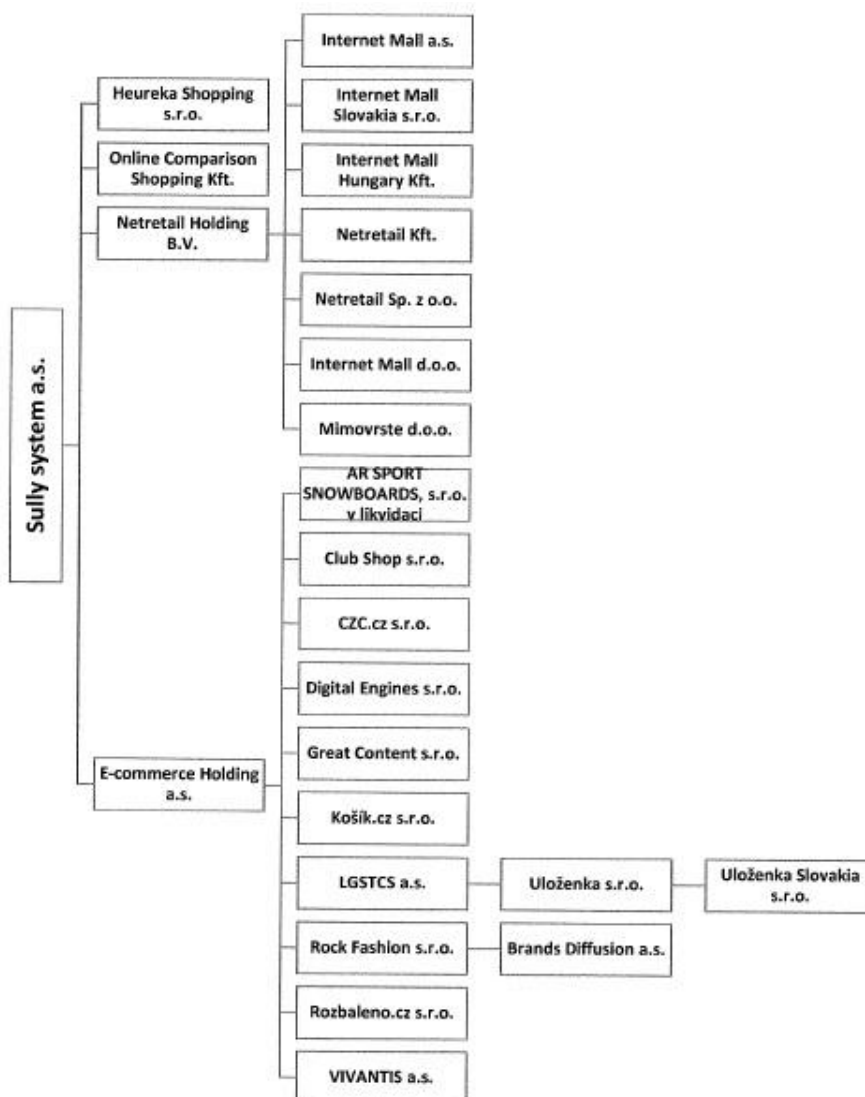 Sully system a.s.
Heureka Shopping
s.r.o.
Online Comparison
Shopping Kft.
Netretail Holding
B.V.
Internet Mall a.s.
Internet Mall
Slovakia s.r.o.
Internet Mall
Hungary Kft.
Netretail Kft.
Netretail Sp. z o.o.
Internet Mall d.o.o.
Mimovrste d.o.o.
E-commerce Holding
a.s.
AR SPORT
SNOWBOARDS, s.r.o.
v likvidaci
Club Shop s.r.o.
CZC.cz s.r.o.
Digital Engines s.r.o.
Great Content s.r.o.
Košík.cz s.r.o.
LGSTCS a.s.
Uloženka s.r.o.
Uloženka Slovakia
s.r.o.
Rock Fashion s.r.o.
Brands Diffusion a.s.
Rozbaleno.cz s.r.o.
VIVANTIS a.s.